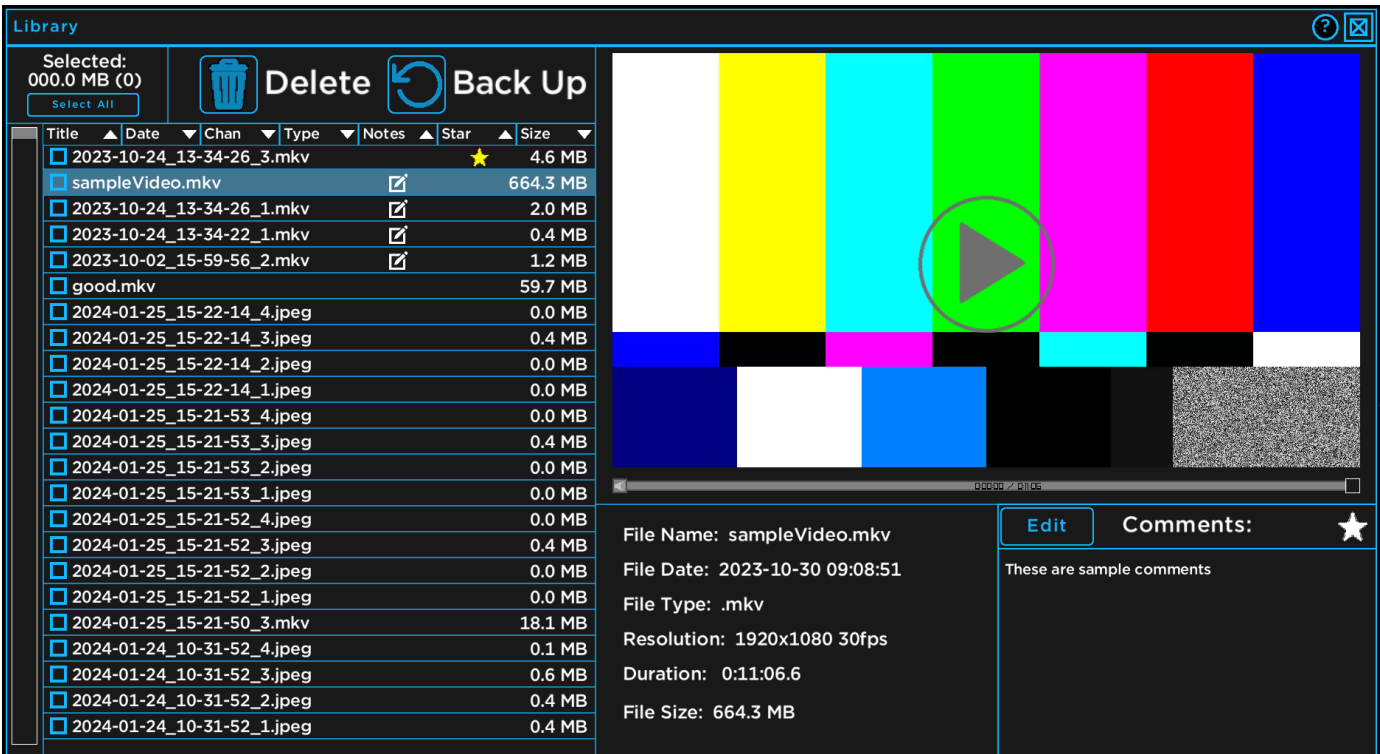 Library
Selected:
000.0 MB (0)
Select All
Delete
Back Up
Title Date Chan Type Notes Star Size
2023-10-24_13-34-26_3.mkv 4.6 MB
sampleVideo.mkv 664.3 MB
2023-10-24_13-34-26_1.mkv 2.0 MB
2023-10-24_13-34-22_1.mkv 0.4 MB
2023-10-02_15-59-56_2.mkv 1.2 MB
good.mkv 59.7 MB
2024-01-25_15-22-14_4.jpeg 0.0 MB
2024-01-25_15-22-14_3.jpeg 0.4 MB
2024-01-25_15-22-14_2.jpeg 0.0 MB
2024-01-25_15-22-14_1.jpeg 0.0 MB
2024-01-25_15-21-53_4.jpeg 0.0 MB
2024-01-25_15-21-53_3.jpeg 0.4 MB
2024-01-25_15-21-53_2.jpeg 0.0 MB
2024-01-25_15-21-53_1.jpeg 0.0 MB
2024-01-25_15-21-52_4.jpeg 0.0 MB
2024-01-25_15-21-52_3.jpeg 0.4 MB
2024-01-25_15-21-52_2.jpeg 0.0 MB
2024-01-25_15-21-52_1.jpeg 0.0 MB
2024-01-25_15-21-50_3.mkv 18.1 MB
2024-01-24_10-31-52_4.jpeg 0.1 MB
2024-01-24_10-31-52_3.jpeg 0.6 MB
2024-01-24_10-31-52_2.jpeg 0.4 MB
2024-01-24_10-31-52_1.jpeg 0.4 MB
?
File Name: sampleVideo.mkv
File Date: 2023-10-30 09:08:51
File Type: .mkv
Resolution: 1920x1080 30fps
Duration: 0:11:06.6
File Size: 664.3 MB
Edit
Comments:
These are sample comments